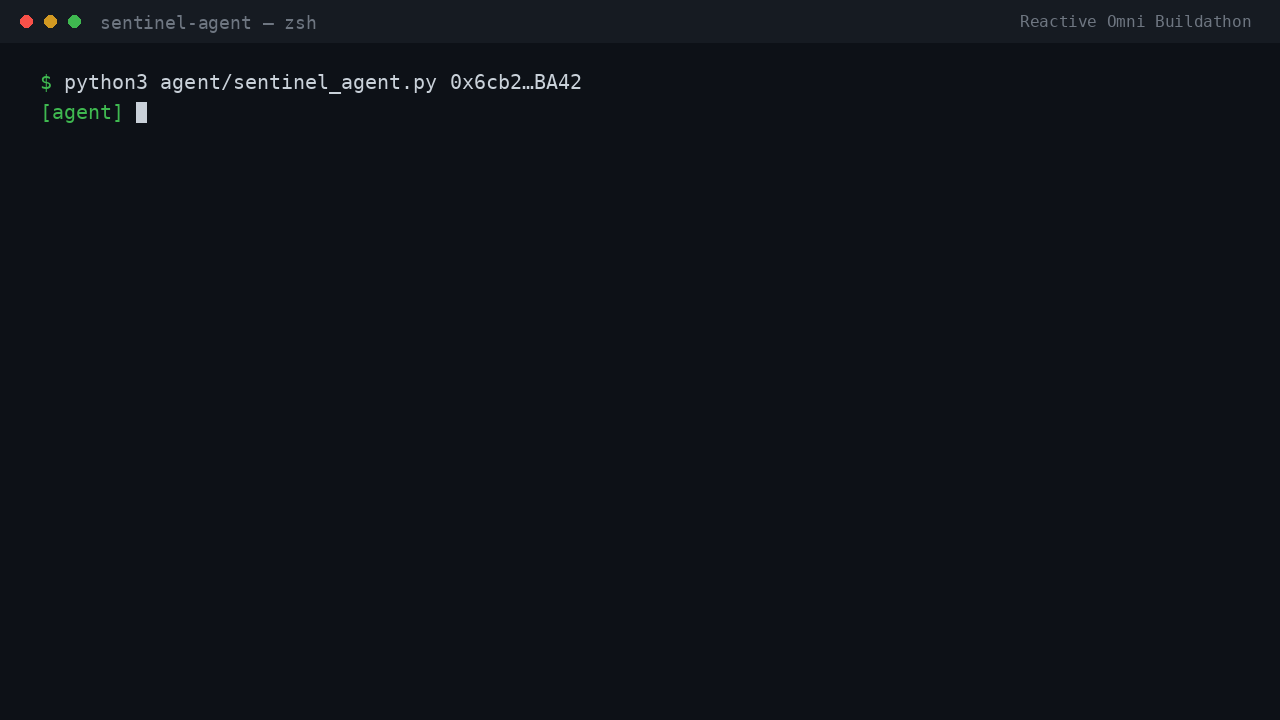 sentinel-agent — zsh
Reactive Omni Buildathon
$ python3 agent/sentinel_agent.py 0x6cb2…BA42
[agent]